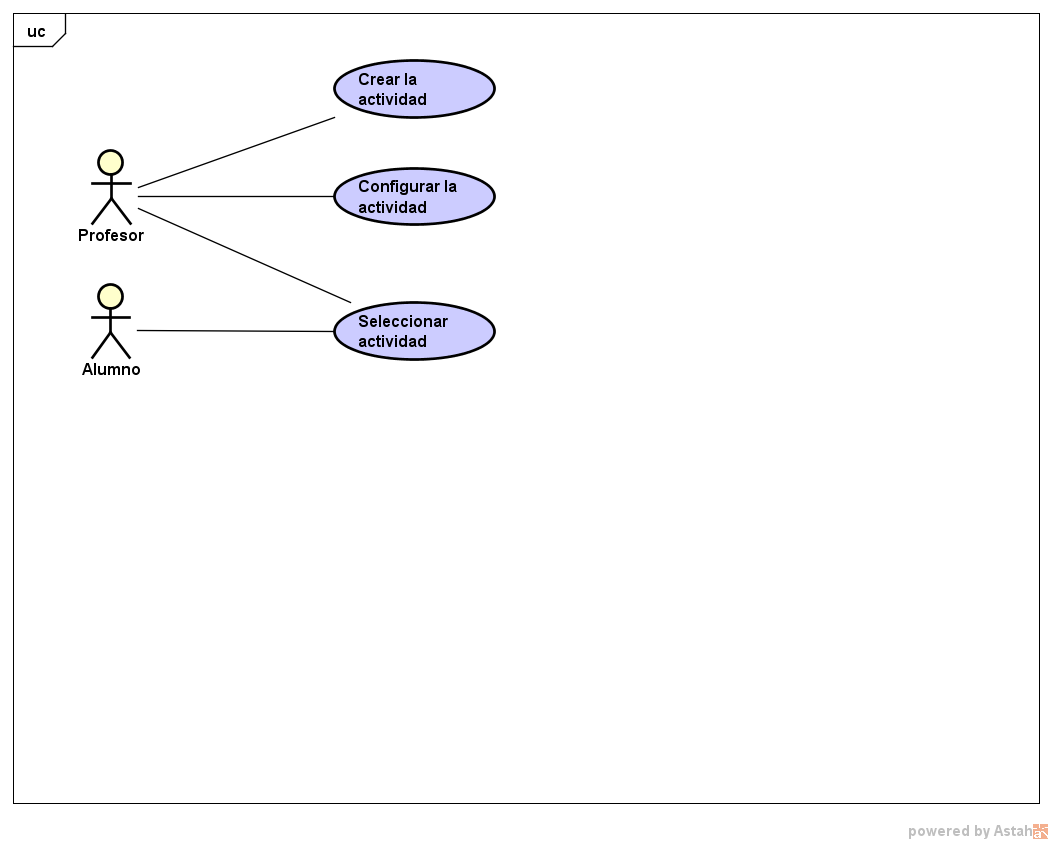 uc
Crear la
actividad
Configurar la
actividad
Profesor
Seleccionar
actividad
Alumno
powered by Astah